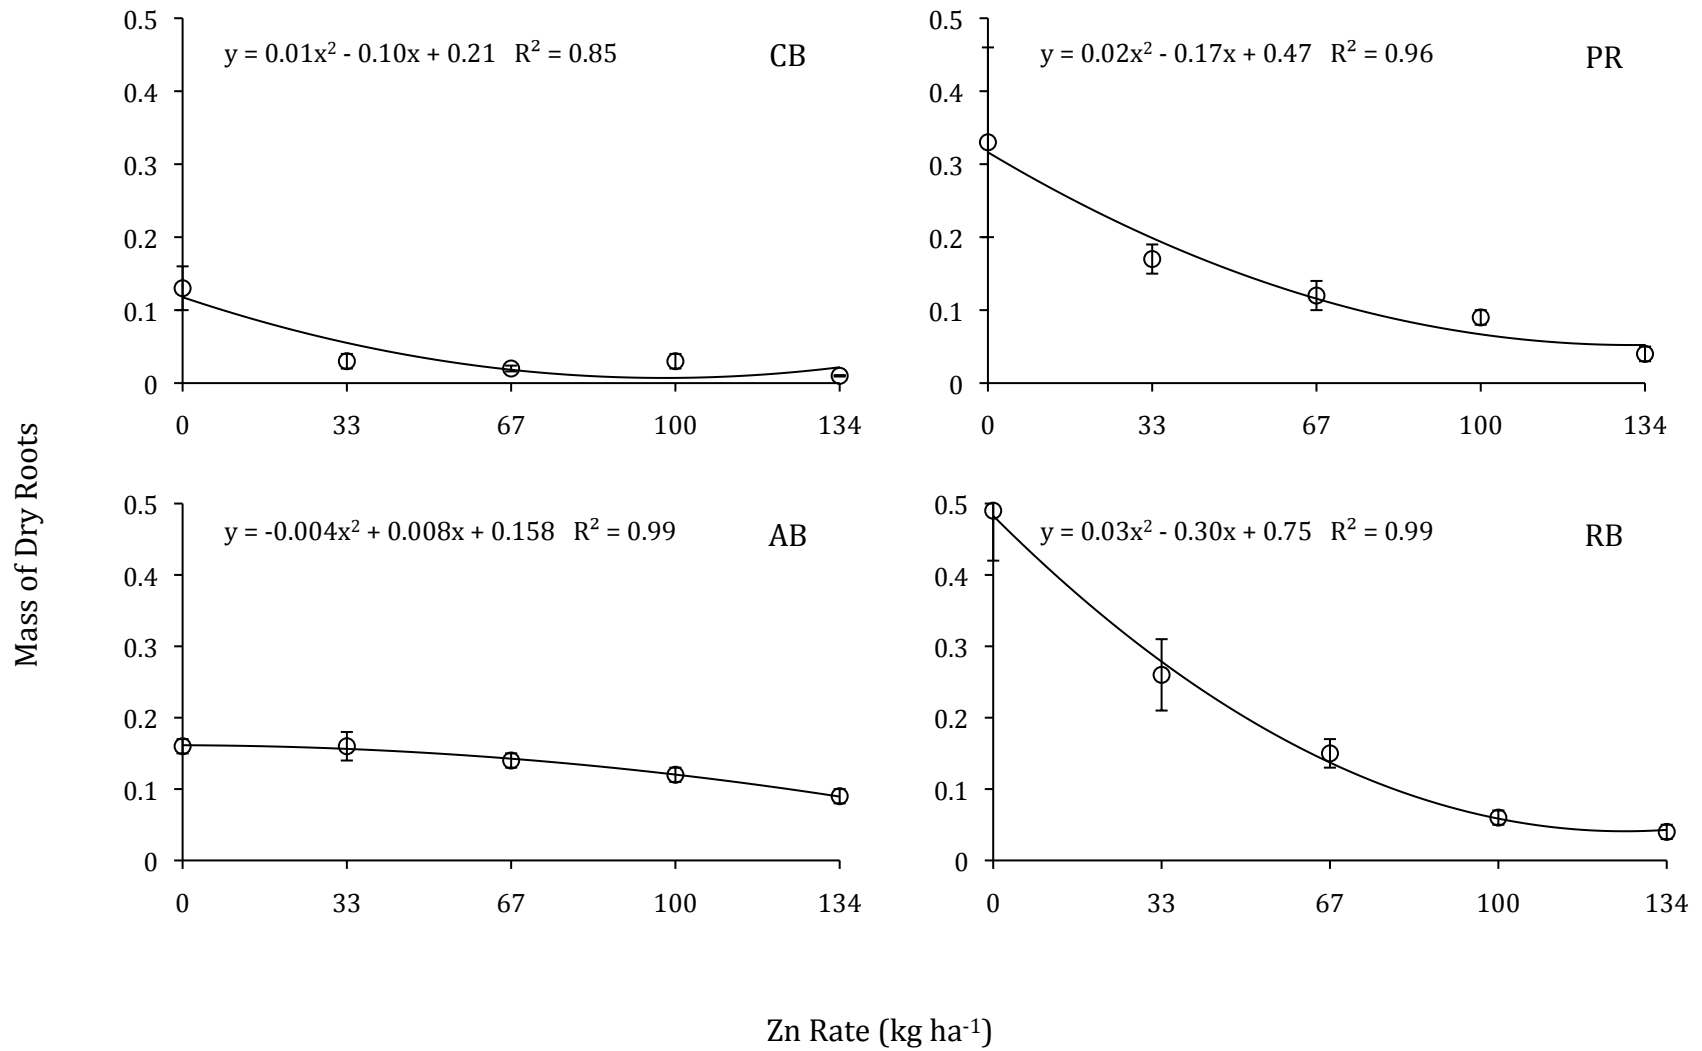 y = 0.01x² - 0.10x + 0.21 R² = 0.85
CB
0.5
0.4
0.3
0.2
0.1
0
0 33 67 100 134
y = 0.02x² - 0.17x + 0.47 R² = 0.96
PR
0.5
0.4
0.3
0.2
0.1
0
0 33 67 100 134
Mass of Dry Roots
y = -0.004x² + 0.008x + 0.158 R² = 0.99
AB
0.5
0.4
0.3
0.2
0.1
0
0 33 67 100 134
y = 0.03x² - 0.30x + 0.75 R² = 0.99
RB
0.5
0.4
0.3
0.2
0.1
0
0 33 67 100 134
Zn Rate (kg ha⁻¹)